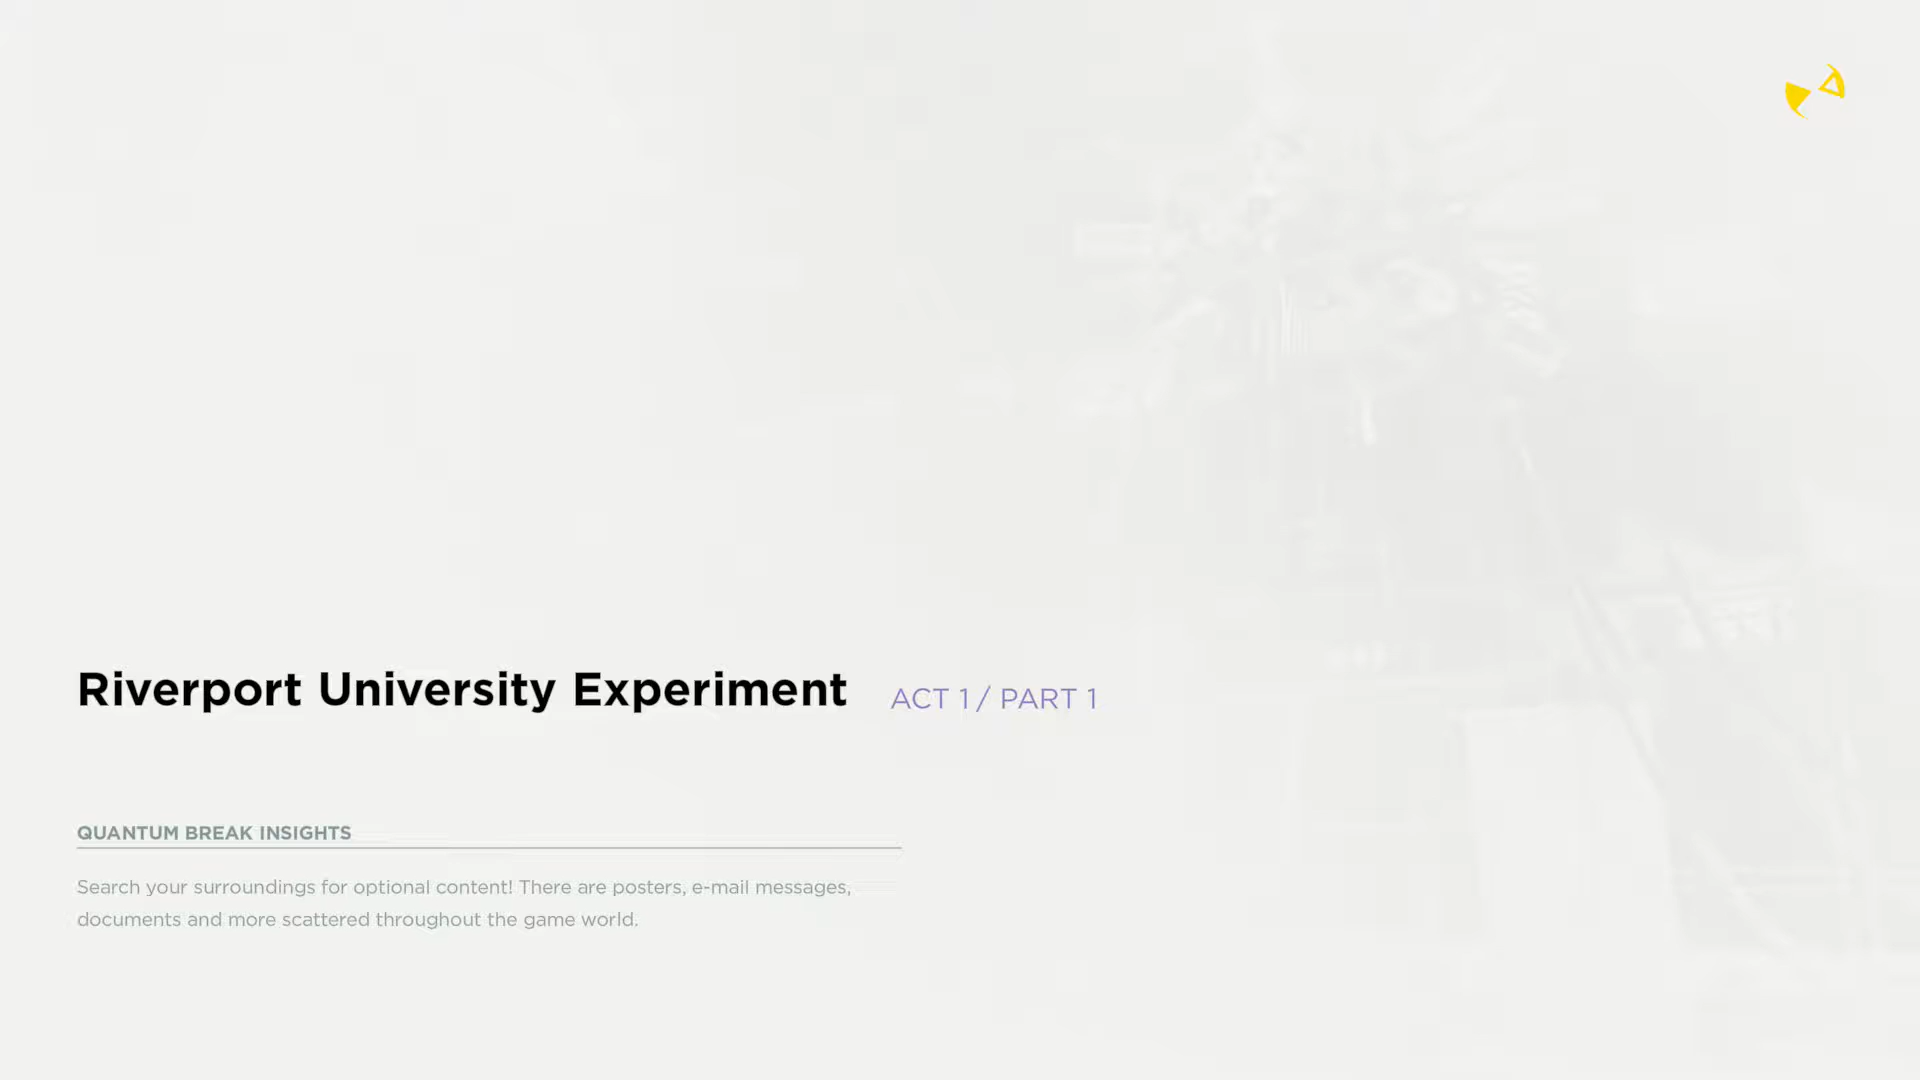 Riverport University Experiment ACT 1 / PART 1
QUANTUM BREAK INSIGHTS
Search your surroundings for optional content! There are posters, e-mail messages,
documents and more scattered throughout the game world.